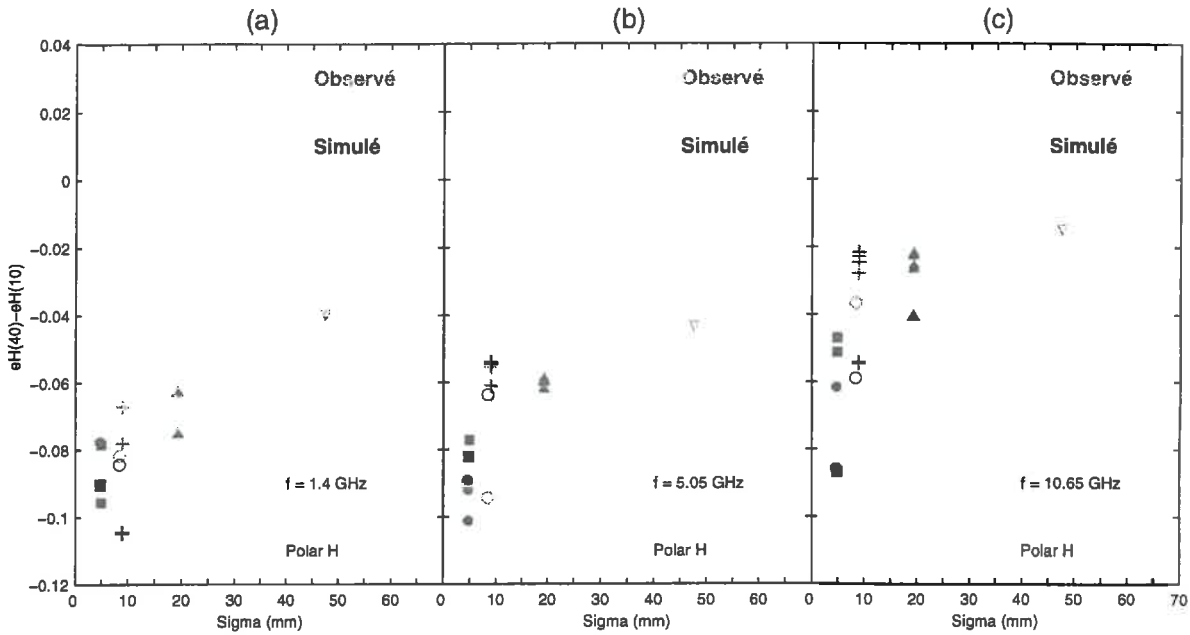 (a) (b) (c)
0.04
0.02
0
−0.02
−0.04
−0.06
−0.08
−0.1
−0.12
eH(40)−eH(10)
Observé
Simulé
f = 1.4 GHz
Polar H
0 10 20 30 40 50 60
Sigma (mm)
Observé
Simulé
f = 5.05 GHz
Polar H
0 10 20 30 40 50 60
Sigma (mm)
Observé
Simulé
f = 10.65 GHz
Polar H
0 10 20 30 40 50 60 70
Sigma (mm)